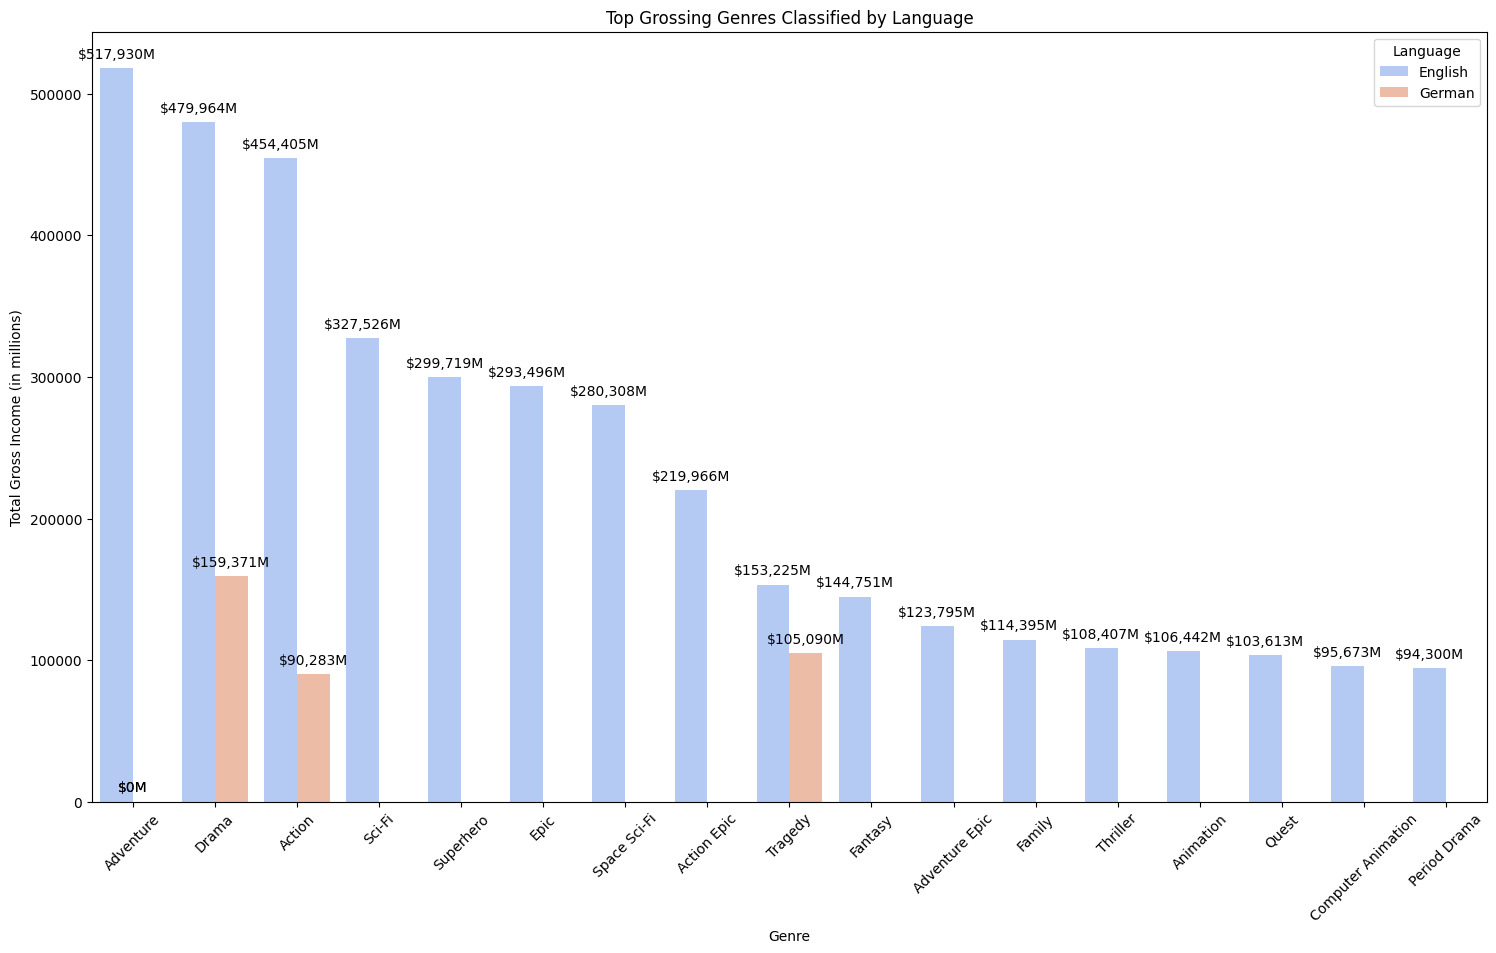 Top Grossing Genres Classified by Language
Language
English
German
Total Gross Income (in millions)
500000
400000
300000
200000
100000
0
$517,930M
$479,964M
$454,405M
$327,526M
$299,719M
$293,496M
$280,308M
$219,966M
$153,225M
$144,751M
$123,795M
$114,395M
$108,407M
$106,442M
$103,613M
$95,673M
$94,300M
$159,371M
$90,283M
$105,090M
$0M
Adventure
Drama
Action
Sci-Fi
Superhero
Epic
Space Sci-Fi
Action Epic
Tragedy
Fantasy
Adventure Epic
Family
Thriller
Animation
Quest
Computer Animation
Period Drama
Genre